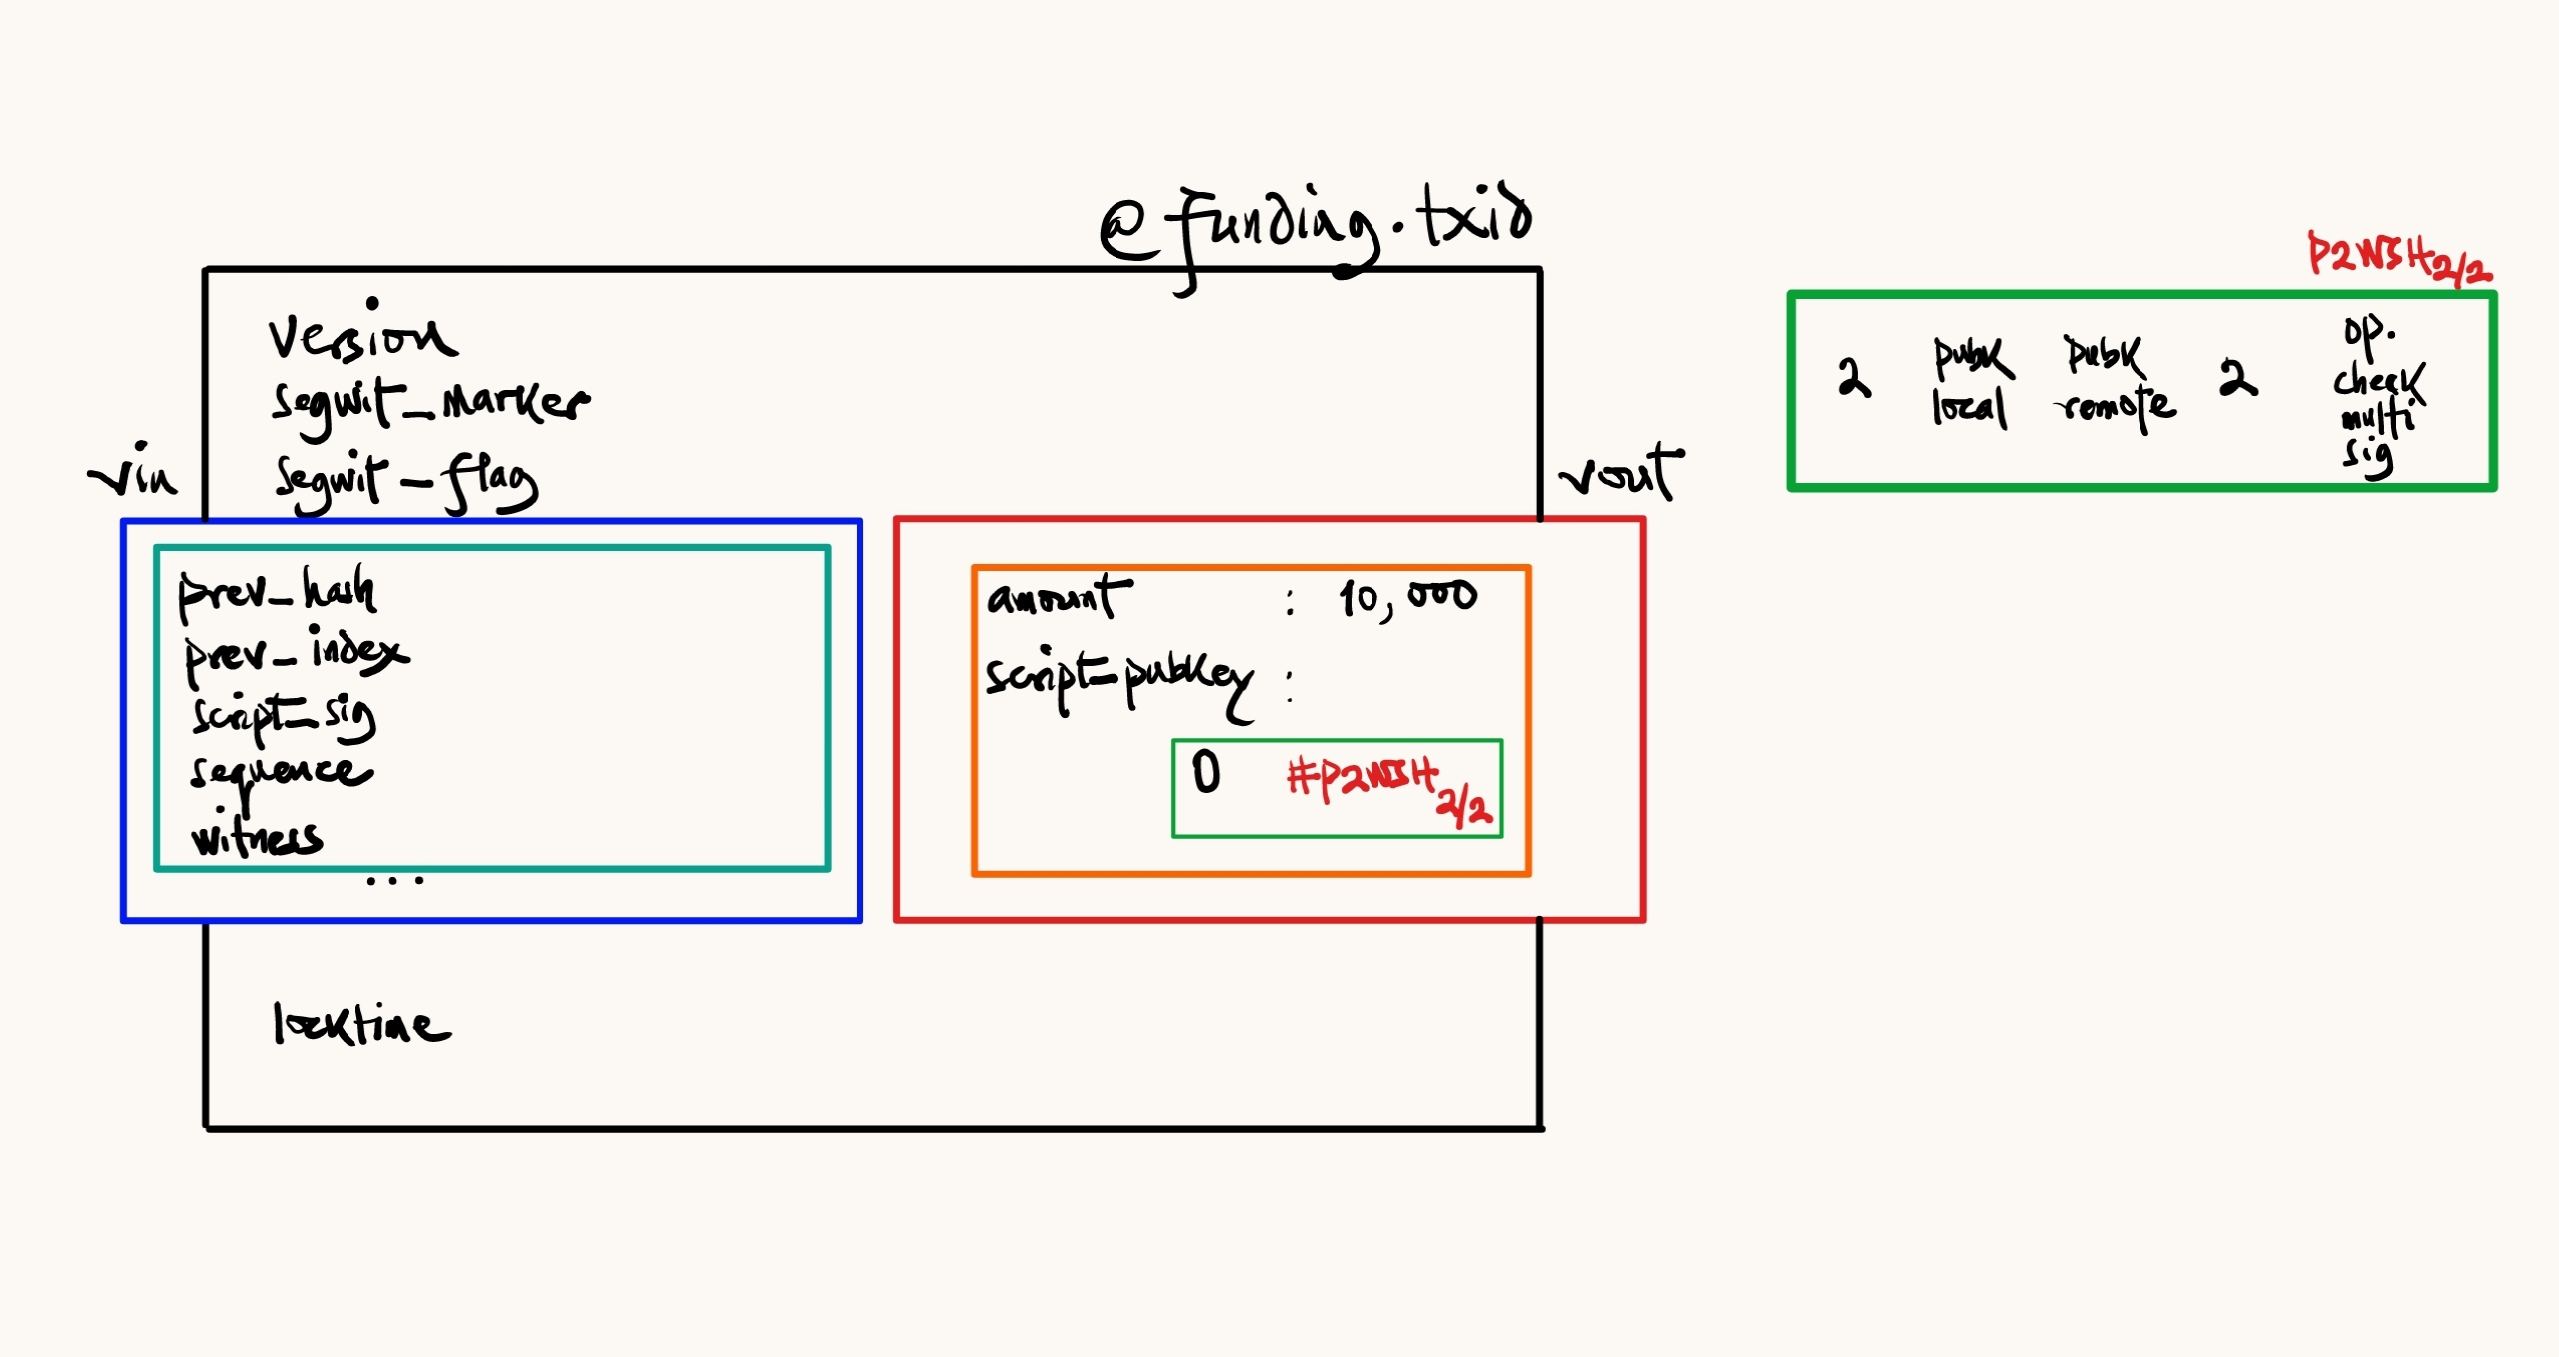 @funding.txid
version
segwit_marker
segwit_flag
vin
prev_hash
prev_index
script_sig
sequence
witness
...
vout
amount : 10,000
script_pubkey :
0 #P2WSH 2/2
locktime
P2WSH 2/2
2 pubk local pubk remote 2 op. check multi sig